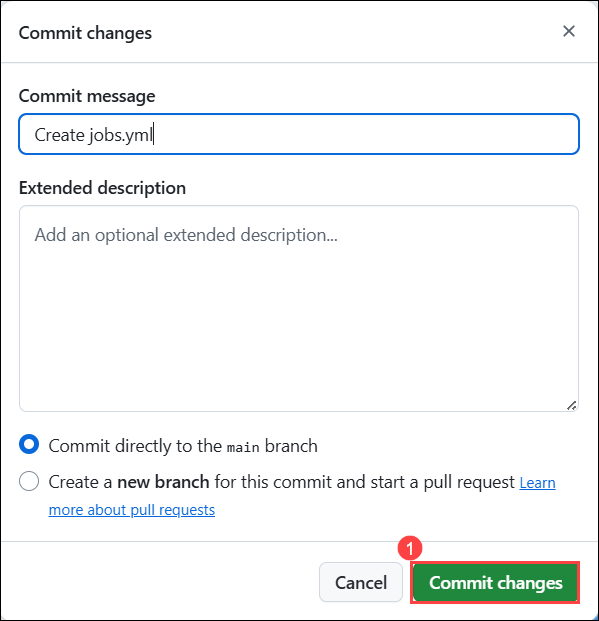 Commit changes
Commit message
Create jobs.yml
Extended description
Add an optional extended description...
Commit directly to the main branch
Create a new branch for this commit and start a pull request Learn
more about pull requests
1
Cancel
Commit changes